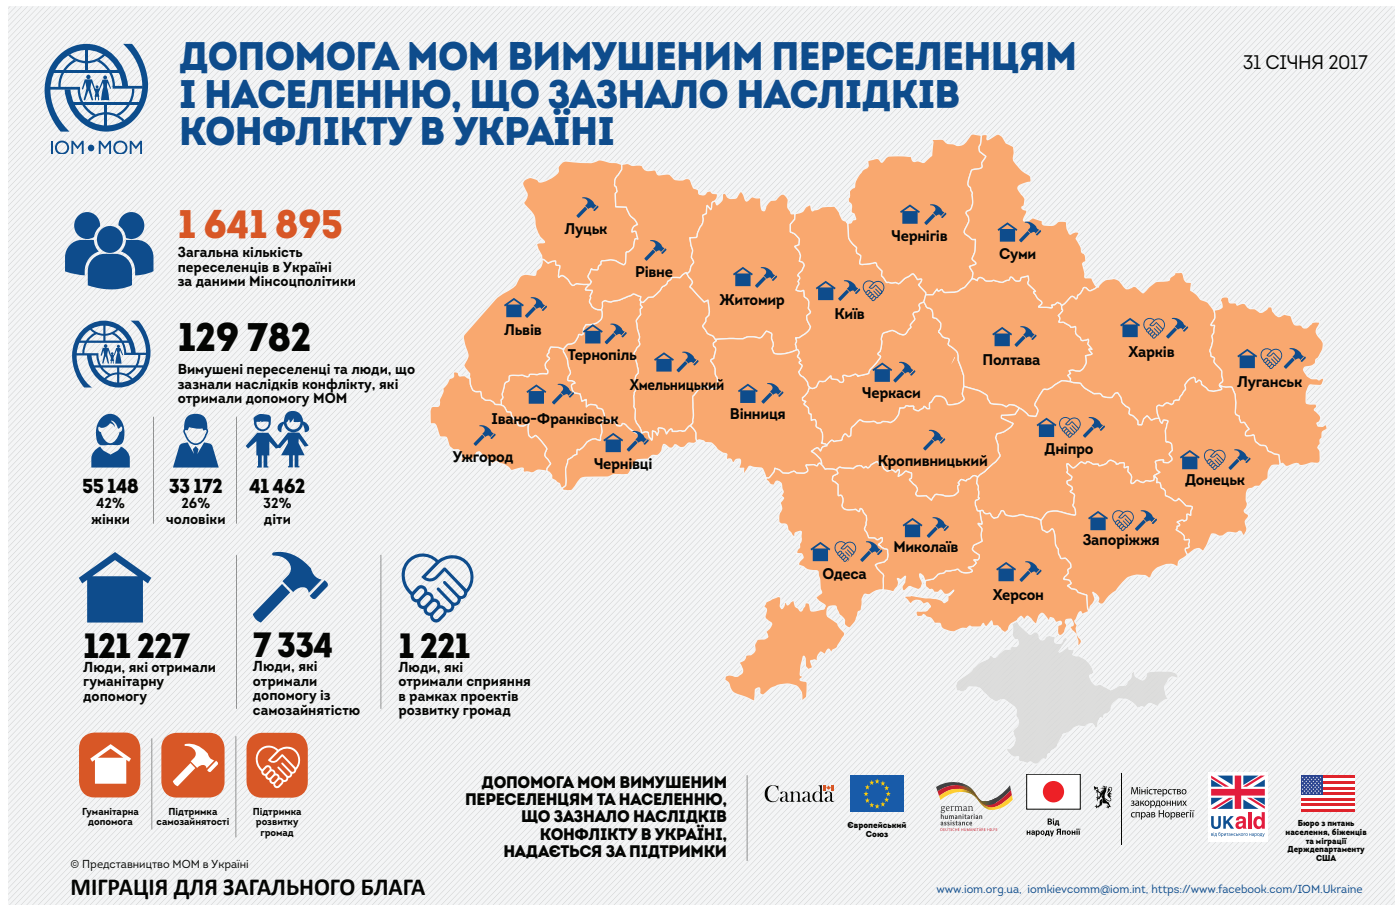 ДОПОМОГА МОМ ВИМУШЕНИМ ПЕРЕСЕЛЕНЦЯМ
І НАСЕЛЕННЮ, ЩО ЗАЗНАЛО НАСЛІДКІВ
КОНФЛІКТУ В УКРАЇНІ
31 СІЧНЯ 2017
IOM•МОМ
1 641 895
Загальна кількість
переселенців в Україні
за даними Мінсоцполітики
129 782
Вимушені переселенці та люди, що
зазнали наслідків конфлікту, які
отримали допомогу МОМ
55 148
42%
жінки
33 172
26%
чоловіки
41 462
32%
діти
121 227
Люди, які отримали
гуманітарну
допомогу
7 334
Люди, які
отримали
допомогу із
самозайнятістю
1 221
Люди, які
отримали сприяння
в рамках проектів
розвитку громад
Гуманітарна
допомога
Підтримка
самозайнятості
Підтримка
розвитку
громад
Луцьк
Рівне
Житомир
Київ
Чернігів
Суми
Львів
Тернопіль
Хмельницький
Вінниця
Черкаси
Полтава
Харків
Луганськ
Івано-Франківськ
Ужгород
Чернівці
Кропивницький
Дніпро
Донецьк
Запоріжжя
Миколаїв
Одеса
Херсон
ДОПОМОГА МОМ ВИМУШЕНИМ
ПЕРЕСЕЛЕНЦЯМ ТА НАСЕЛЕННЮ,
ЩО ЗАЗНАЛО НАСЛІДКІВ
КОНФЛІКТУ В УКРАЇНІ,
НАДАЄТЬСЯ ЗА ПІДТРИМКИ
Canada
Європейський
Союз
german
humanitarian
assistance
DEUTSCHE HUMANITÄRE HILFE
Від
народу Японії
Міністерство
закордонних
справ Норвегії
UKaid
від британського народу
Бюро з питань
населення, біженців
та міграції
Держдепартаменту
США
© Представництво МОМ в Україні
МІГРАЦІЯ ДЛЯ ЗАГАЛЬНОГО БЛАГА
www.iom.org.ua, iomkievcomm@iom.int, https://www.facebook.com/IOM.Ukraine